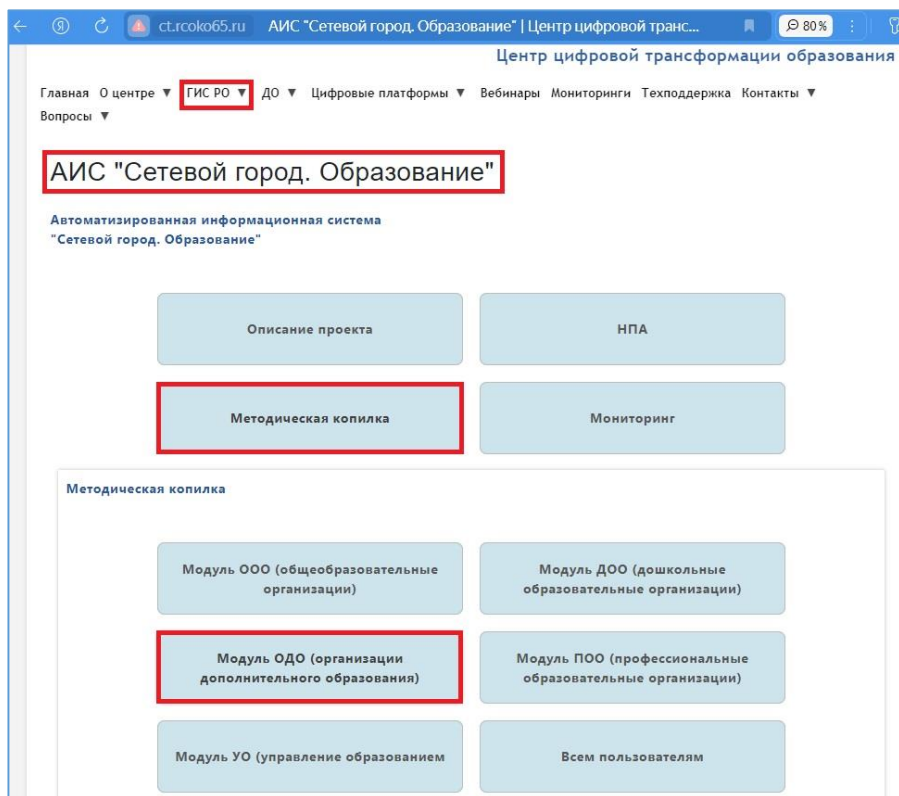 ct.rcoko65.ru АИС "Сетевой город. Образование" | Центр цифровой транс... 80%
Центр цифровой трансформации образования
Главная О центре ▼ ГИС РО ▼ ДО ▼ Цифровые платформы ▼ Вебинары Мониторинги Техподдержка Контакты ▼
Вопросы ▼
АИС "Сетевой город. Образование"
Автоматизированная информационная система
"Сетевой город. Образование"
Описание проекта
НПА
Методическая копилка
Мониторинг
Методическая копилка
Модуль ООО (общеобразовательные
организации)
Модуль ДОО (дошкольные
образовательные организации)
Модуль ОДО (организации
дополнительного образования)
Модуль ПОО (профессиональные
образовательные организации)
Модуль УО (управление образованием
Всем пользователям